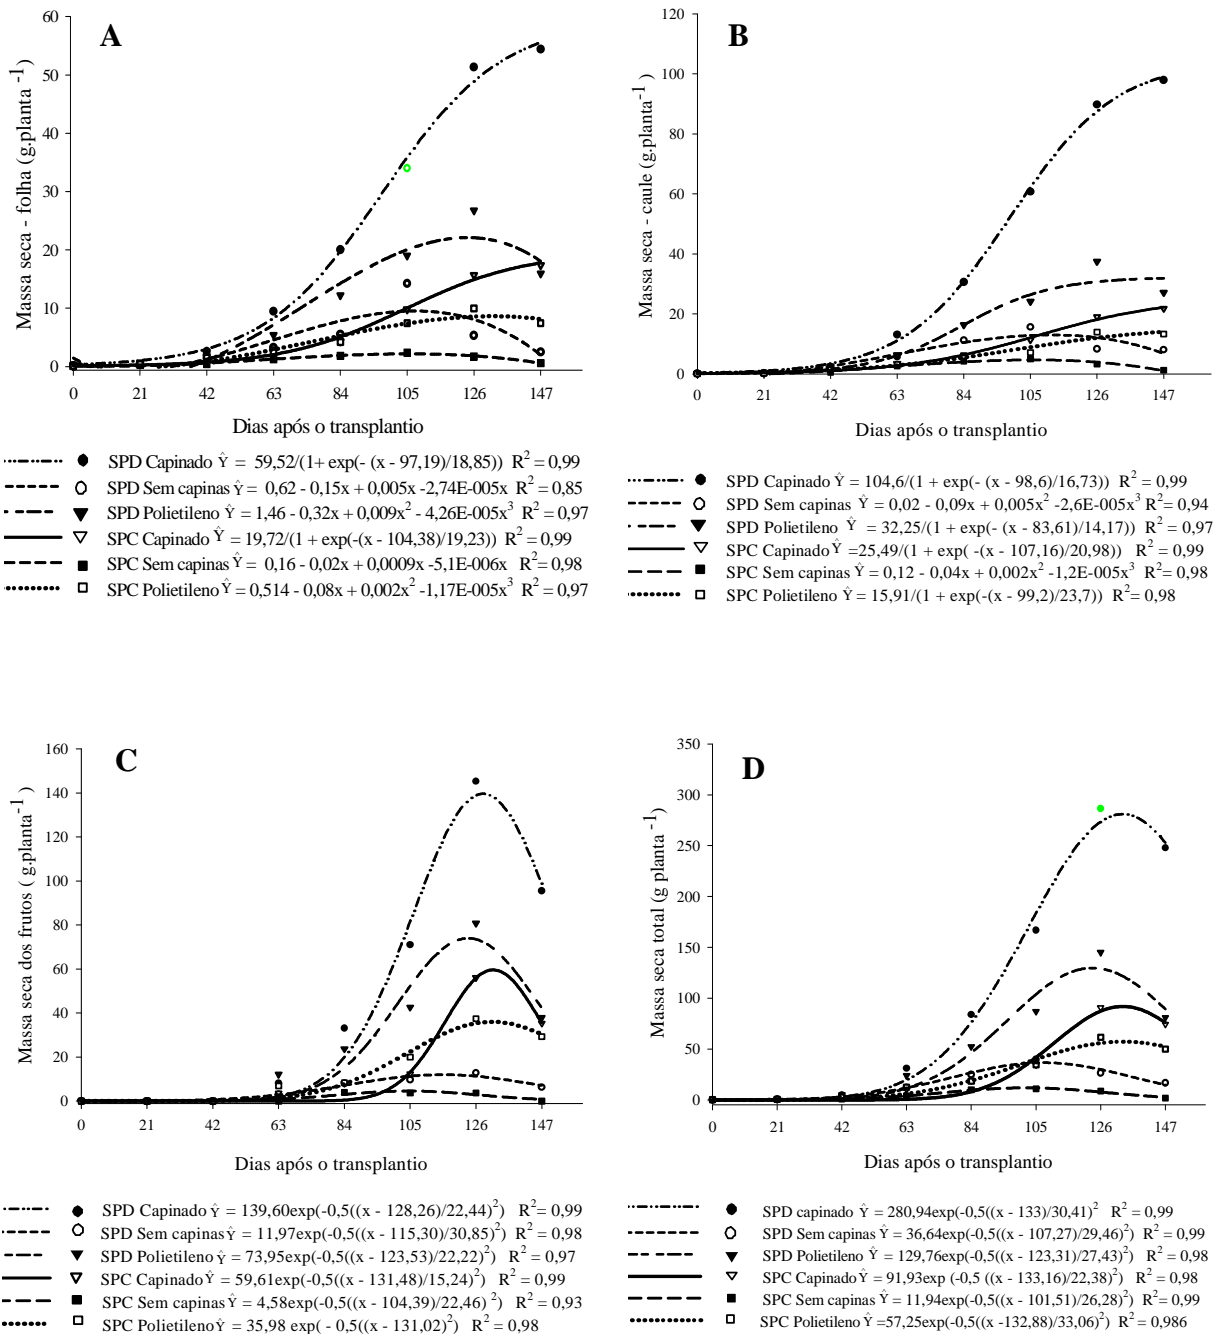 A
Massa seca - folha (g.planta -1)
60
50
40
30
20
10
0
0 21 42 63 84 105 126 147
Dias após o transplantio
SPD Capinado Ŷ = 59,52/(1+ exp(- (x - 97,19)/18,85)) R2 = 0,99
SPD Sem capinas Ŷ = 0,62 - 0,15x + 0,005x -2,74E-005x R2 = 0,85
SPD Polietileno Ŷ = 1,46 - 0,32x + 0,009x2 - 4,26E-005x3 R2 = 0,97
SPC Capinado Ŷ = 19,72/(1 + exp(-(x - 104,38)/19,23)) R2 = 0,99
SPC Sem capinas Ŷ = 0,16 - 0,02x + 0,0009x -5,1E-006x R2 = 0,98
SPC Polietileno Ŷ = 0,514 - 0,08x + 0,002x2 -1,17E-005x3 R2 = 0,97
B
Massa seca - caule (g.planta -1)
120
100
80
60
40
20
0
0 21 42 63 84 105 126 147
Dias após o transplantio
SPD Capinado Ŷ = 104,6/(1 + exp(- (x - 98,6)/16,73)) R2 = 0,99
SPD Sem capinas Ŷ = 0,02 - 0,09x + 0,005x2 -2,6E-005x3 R2 = 0,94
SPD Polietileno Ŷ = 32,25/(1 + exp(- (x - 83,61)/14,17)) R2 = 0,97
SPC Capinado Ŷ =25,49/(1 + exp( -(x - 107,16)/20,98)) R2 = 0,99
SPC Sem capinas Ŷ = 0,12 - 0,04x + 0,002x2 -1,2E-005x3 R2 = 0,98
SPC Polietileno Ŷ = 15,91/(1 + exp(-(x - 99,2)/23,7)) R2= 0,98
C
Massa seca dos frutos ( g.planta -1 )
160
140
120
100
80
60
40
20
0
0 21 42 63 84 105 126 147
Dias após o transplantio
SPD Capinado Ŷ = 139,60exp(-0,5((x - 128,26)/22,44)2) R2= 0,99
SPD Sem capinas Ŷ = 11,97exp(-0,5((x - 115,30)/30,85)2) R2 = 0,98
SPD Polietileno Ŷ = 73,95exp(-0,5((x - 123,53)/22,22)2) R2 = 0,97
SPC Capinado Ŷ = 59,61exp(-0,5((x - 131,48)/15,24)2) R2 = 0,99
SPC Sem capinas Ŷ = 4,58exp(-0,5((x - 104,39)/22,46) 2) R2 = 0,93
SPC Polietileno Ŷ = 35,98 exp( - 0,5((x - 131,02)2) R2 = 0,98
D
Massa seca total (g planta -1)
350
300
250
200
150
100
50
0
0 21 42 63 84 105 126 147
Dias após o transplantio
SPD capinado Ŷ = 280,94exp(-0,5((x - 133)/30,41)2 R2 = 0,99
SPD Sem capinas Ŷ = 36,64exp(-0,5((x - 107,27)/29,46)2) R2 = 0,99
SPD Polietileno Ŷ = 129,76exp(-0,5((x - 123,31)/27,43)2) R2 = 0,98
SPC Capinado Ŷ = 91,93exp (-0,5 ((x - 133,16)/22,38)2) R2 = 0,98
SPC Sem capinas Ŷ = 11,94exp(-0,5((x - 101,51)/26,28)2) R2= 0,99
SPC Polietileno Ŷ =57,25exp(-0,5((x -132,88)/33,06)2) R2 = 0,986